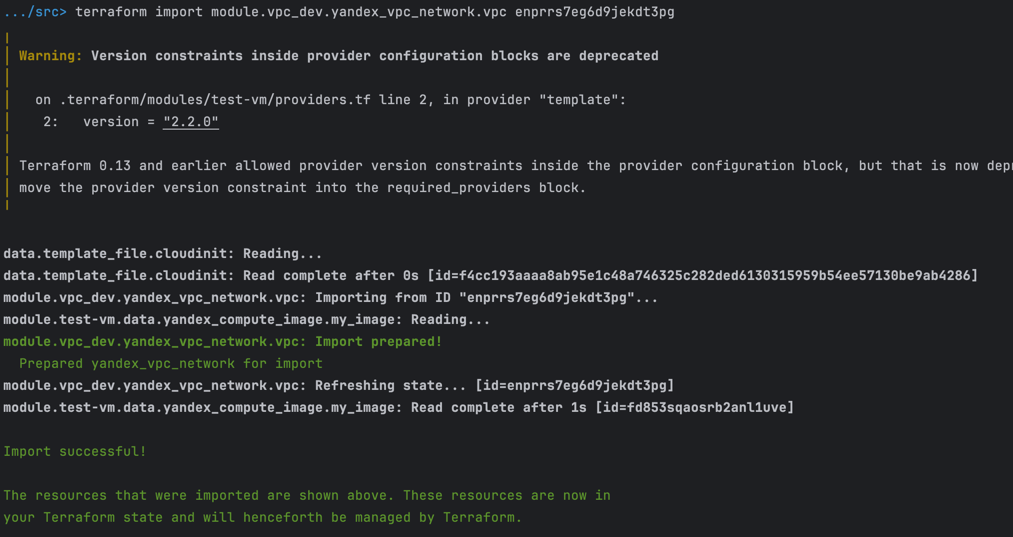 .../src> terraform import module.vpc_dev.yandex_vpc_network.vpc enprrs7eg6d9jekdt3pg
Warning: Version constraints inside provider configuration blocks are deprecated
on .terraform/modules/test-vm/providers.tf line 2, in provider "template":
2:   version = "2.2.0"
Terraform 0.13 and earlier allowed provider version constraints inside the provider configuration block, but that is now
move the provider version constraint into the required_providers block.
data.template_file.cloudinit: Reading...
data.template_file.cloudinit: Read complete after 0s [id=f4cc193aaaa8ab95e1c48a746325c282ded6130315959b54ee57130be9ab4286]
module.vpc_dev.yandex_vpc_network.vpc: Importing from ID "enprrs7eg6d9jekdt3pg"...
module.test-vm.data.yandex_compute_image.my_image: Reading...
module.vpc_dev.yandex_vpc_network.vpc: Import prepared!
Prepared yandex_vpc_network for import
module.vpc_dev.yandex_vpc_network.vpc: Refreshing state... [id=enprrs7eg6d9jekdt3pg]
module.test-vm.data.yandex_compute_image.my_image: Read complete after 1s [id=fd853sqaosrb2anl1uve]
Import successful!
The resources that were imported are shown above. These resources are now in
your Terraform state and will henceforth be managed by Terraform.